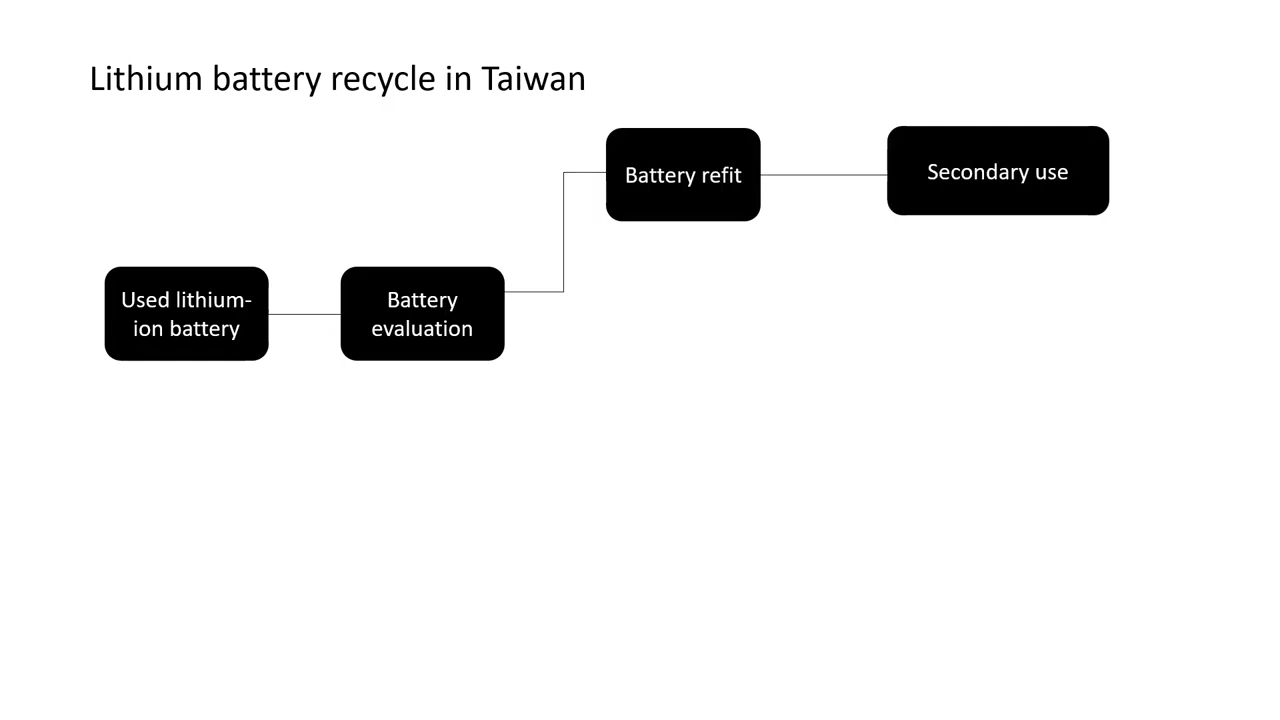 Lithium battery recycle in Taiwan
Battery refit
Secondary use
Used lithium-
ion battery
Battery
evaluation